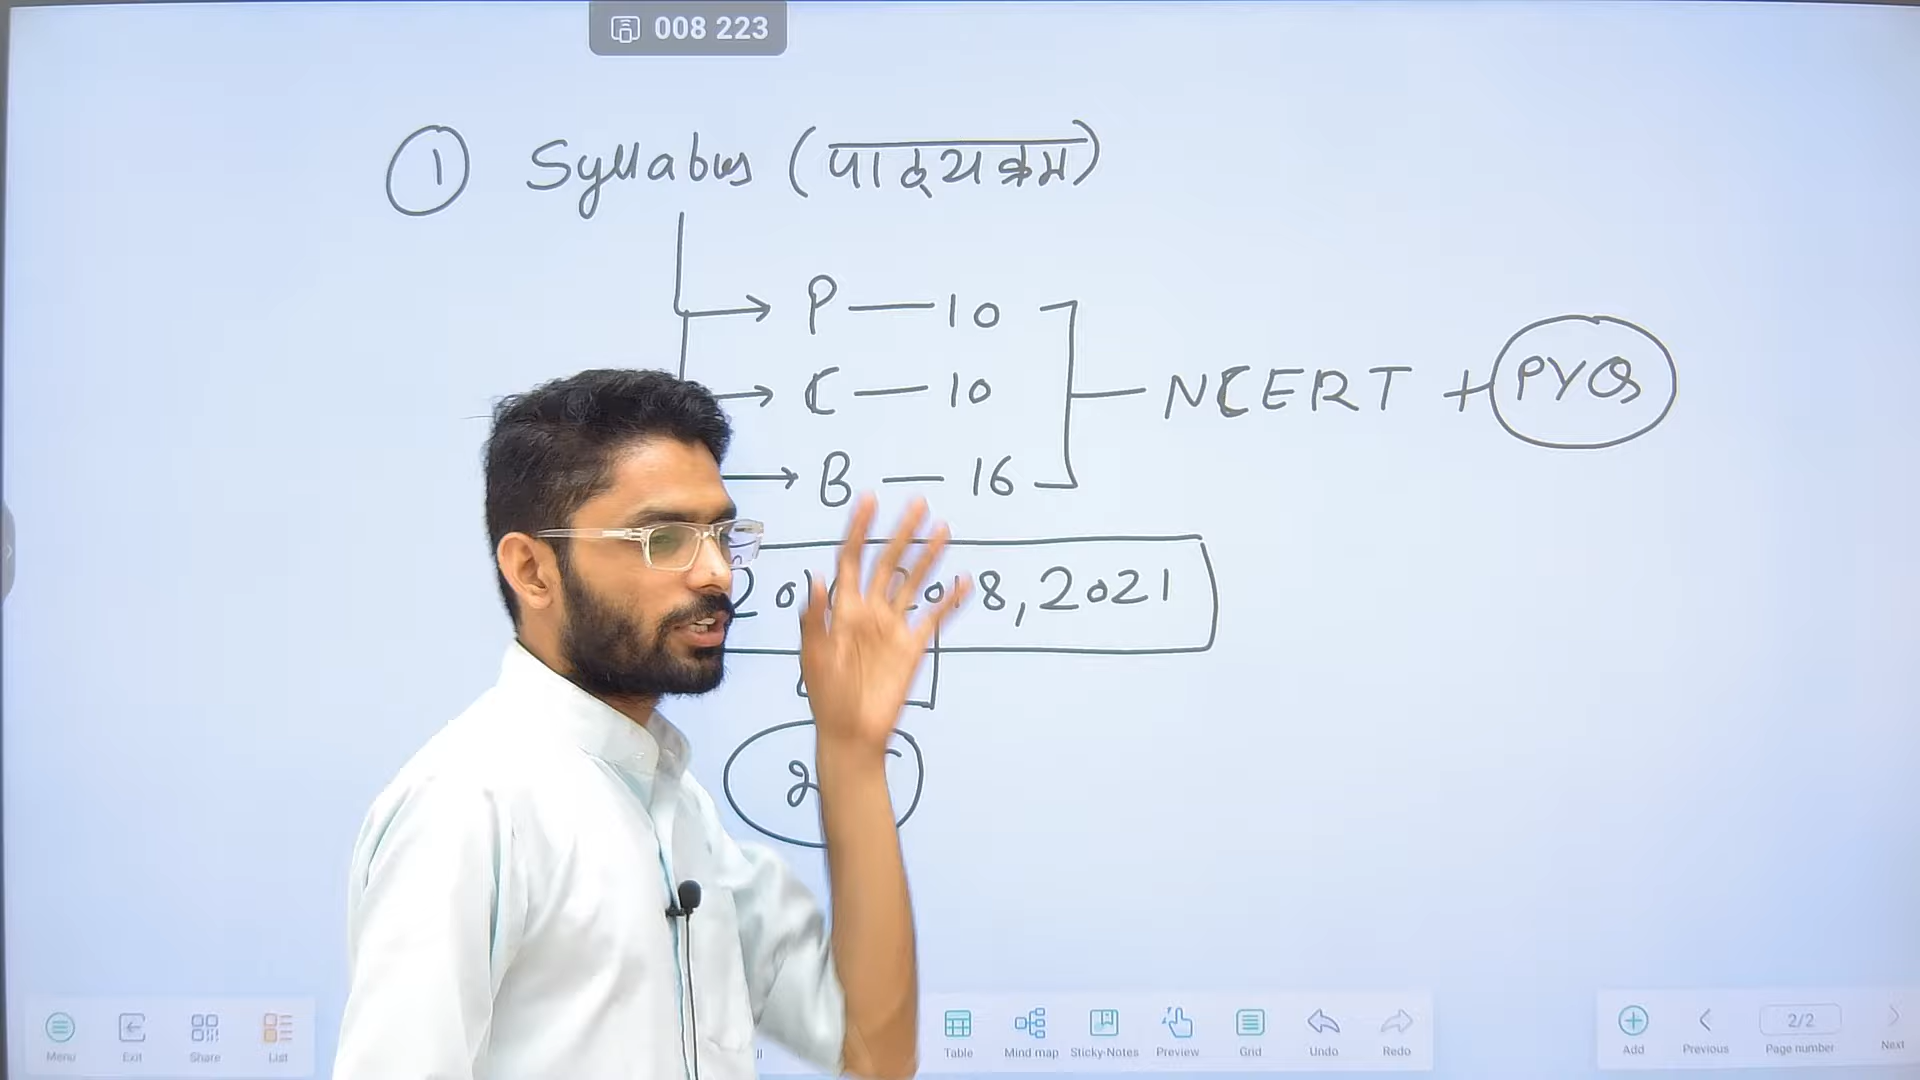 008 223
① Syllabus (पाठ्यक्रम)
P — 10
C — 10
B — 16
NCERT + PYQ
2018, 2021
Menu Exit Share List Table Mind map Sticky-Notes Preview Grid Undo Redo Add Previous 2/2 Page number Next